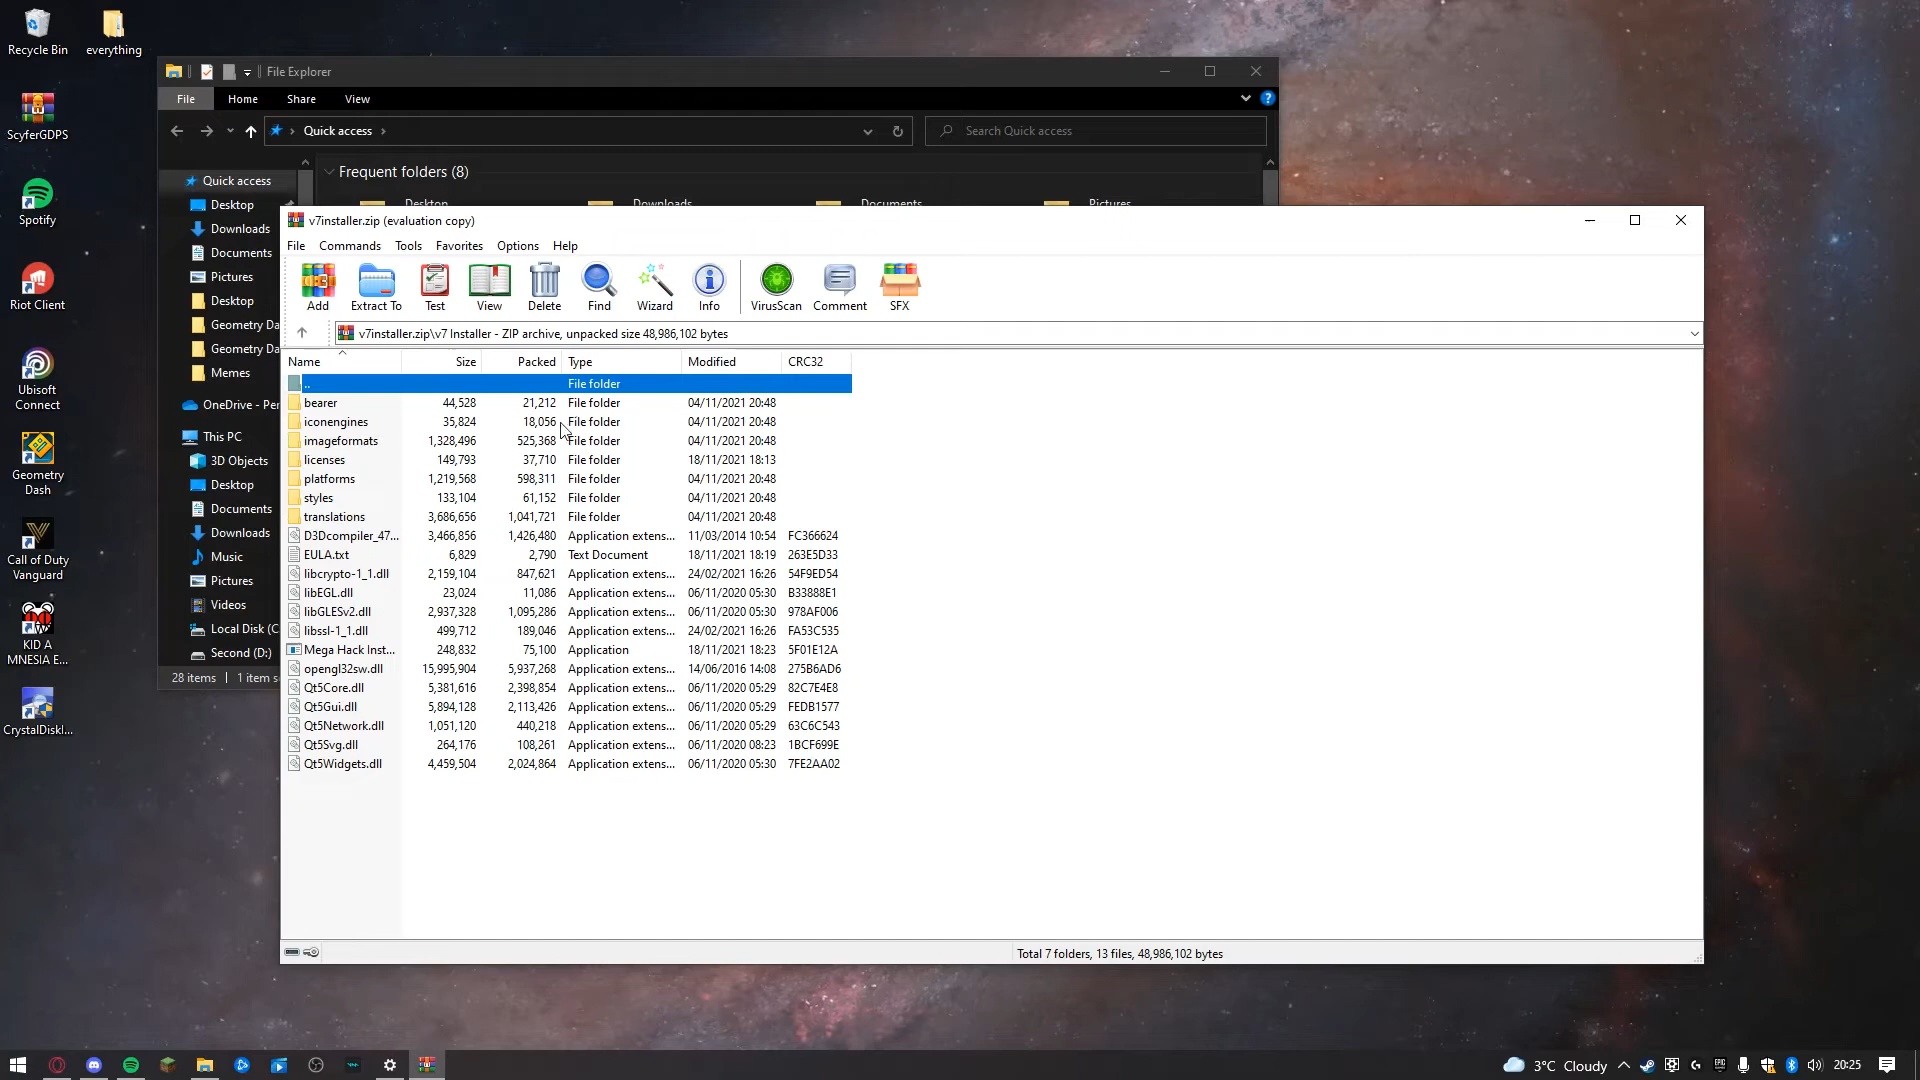 Recycle Bin
everything
ScyferGDPS
Spotify
Riot Client
Ubisoft
Connect
Geometry
Dash
Call of Duty
Vanguard
KID A
MNESIA E...
CrystalDiskI...
File Explorer
File Home Share View
Quick access
Search Quick access
Quick access
Desktop
Downloads
Documents
Pictures
Desktop
Geometry Da
Geometry Da
Memes
OneDrive - Per
This PC
3D Objects
Desktop
Documents
Downloads
Music
Pictures
Videos
Local Disk (C
Second (D:)
28 items 1 item s
Frequent folders (8)
Desktop Downloads Documents Pictures
v7installer.zip (evaluation copy)
File Commands Tools Favorites Options Help
Add Extract To Test View Delete Find Wizard Info VirusScan Comment SFX
v7installer.zip\v7 Installer - ZIP archive, unpacked size 48,986,102 bytes
Name Size Packed Type Modified CRC32
.. File folder
bearer 44,528 21,212 File folder 04/11/2021 20:48
iconengines 35,824 18,056 File folder 04/11/2021 20:48
imageformats 1,328,496 525,368 File folder 04/11/2021 20:48
licenses 149,793 37,710 File folder 18/11/2021 18:13
platforms 1,219,568 598,311 File folder 04/11/2021 20:48
styles 133,104 61,152 File folder 04/11/2021 20:48
translations 3,686,656 1,041,721 File folder 04/11/2021 20:48
D3Dcompiler_47... 3,466,856 1,426,480 Application extens... 11/03/2014 10:54 FC366624
EULA.txt 6,829 2,790 Text Document 18/11/2021 18:19 263E5D33
libcrypto-1_1.dll 2,159,104 847,621 Application extens... 24/02/2021 16:26 54F9ED54
libEGL.dll 23,024 11,086 Application extens... 06/11/2020 05:30 B33888E1
libGLESv2.dll 2,937,328 1,095,286 Application extens... 06/11/2020 05:30 978AF006
libssl-1_1.dll 499,712 189,046 Application extens... 24/02/2021 16:26 FA53C535
Mega Hack Inst... 248,832 75,100 Application 18/11/2021 18:23 5F01E12A
opengl32sw.dll 15,995,904 5,937,268 Application extens... 14/06/2016 14:08 275B6AD6
Qt5Core.dll 5,381,616 2,398,854 Application extens... 06/11/2020 05:29 82C7E4E8
Qt5Gui.dll 5,894,128 2,113,426 Application extens... 06/11/2020 05:29 FEDB1577
Qt5Network.dll 1,051,120 440,218 Application extens... 06/11/2020 05:29 63C6C543
Qt5Svg.dll 264,176 108,261 Application extens... 06/11/2020 08:23 1BCF699E
Qt5Widgets.dll 4,459,504 2,024,864 Application extens... 06/11/2020 05:30 7FE2AA02
Total 7 folders, 13 files, 48,986,102 bytes
3°C Cloudy
20:25